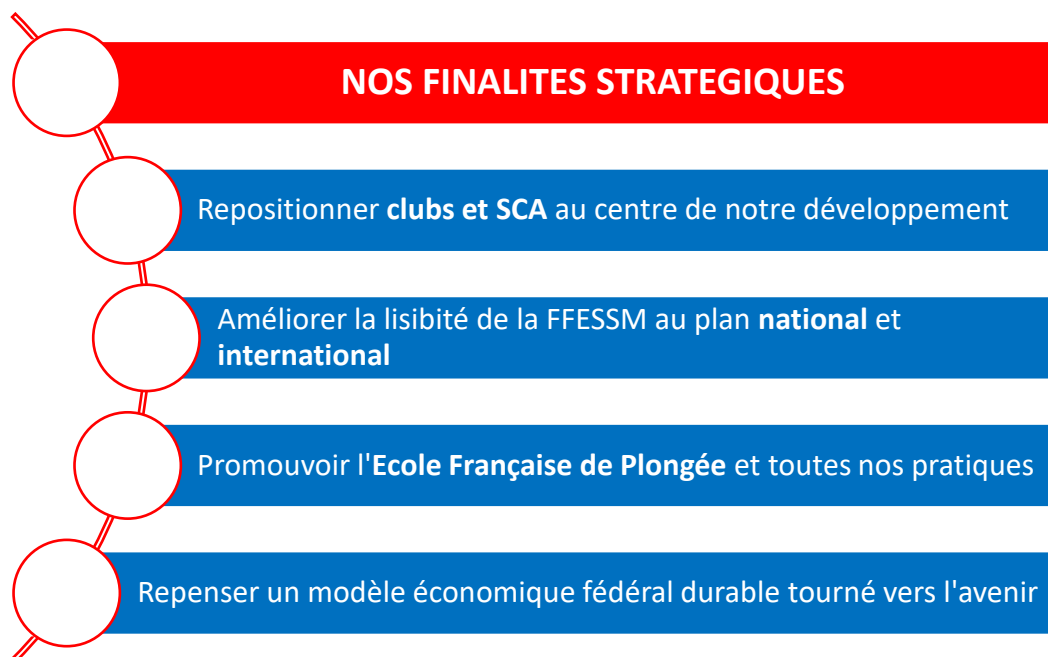 NOS FINALITES STRATEGIQUES
Repositionner clubs et SCA au centre de notre développement
Améliorer la lisibité de la FFESSM au plan national et
international
Promouvoir l'Ecole Française de Plongée et toutes nos pratiques
Repenser un modèle économique fédéral durable tourné vers l'avenir